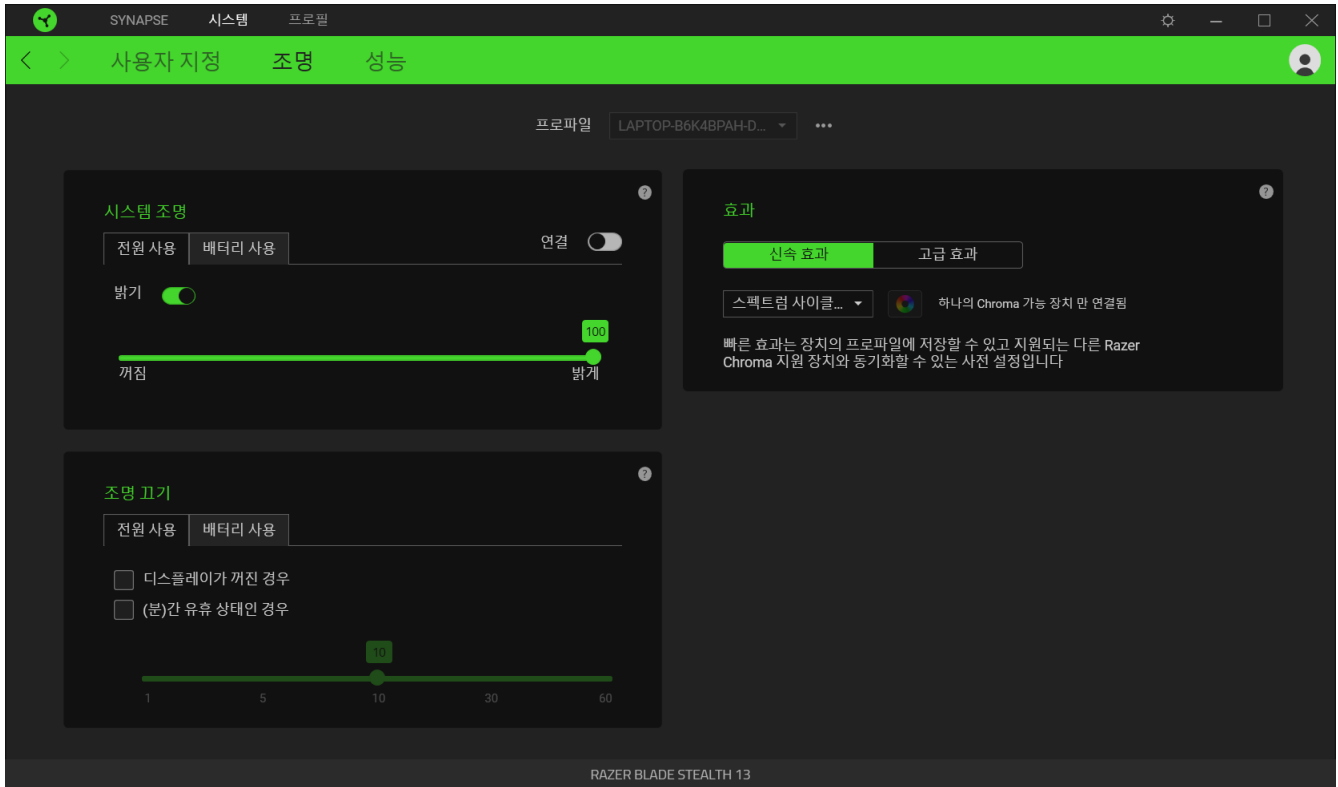 SYNAPSE 시스템 프로필
사용자 지정 조명 성능
프로파일 LAPTOP-B6K4BPAH-D... •••
시스템 조명
전원 사용 배터리 사용 연결
밝기
100
꺼짐 밝게
효과
신속 효과 고급 효과
스펙트럼 사이클... 하나의 Chroma 가능 장치 만 연결됨
빠른 효과는 장치의 프로파일에 저장할 수 있고 지원되는 다른 Razer
Chroma 지원 장치와 동기화할 수 있는 사전 설정입니다
조명 끄기
전원 사용 배터리 사용
디스플레이가 꺼진 경우
(분)간 유휴 상태인 경우
10
1 5 10 30 60
RAZER BLADE STEALTH 13